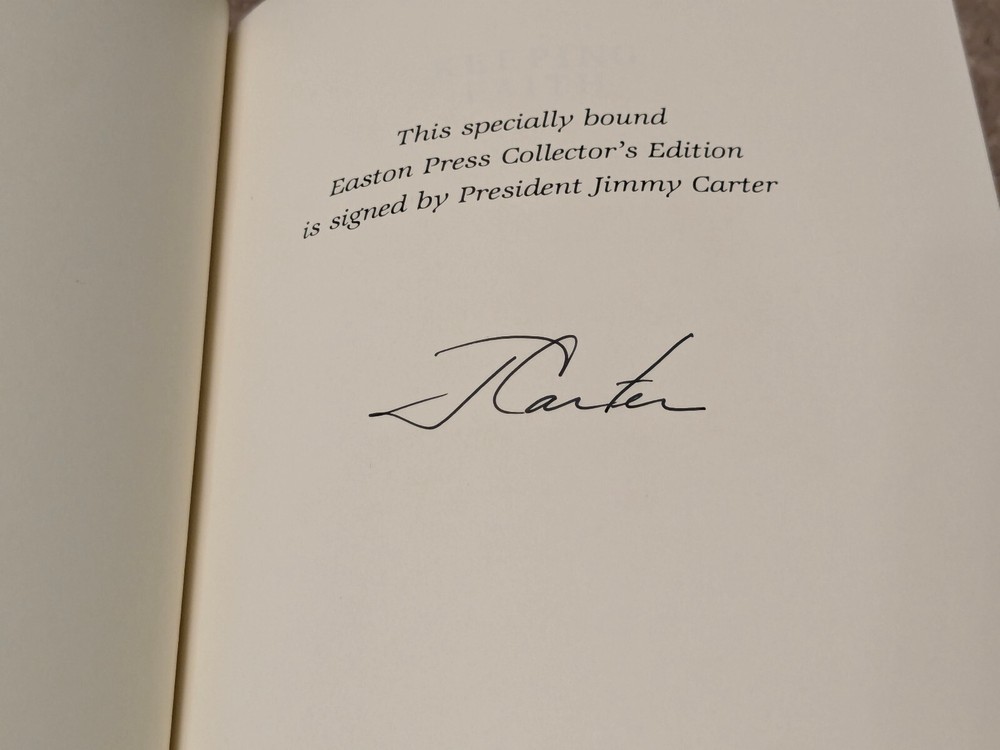 This specially bound
Easton Press Collector's Edition
is signed by President Jimmy Carter
J Carter